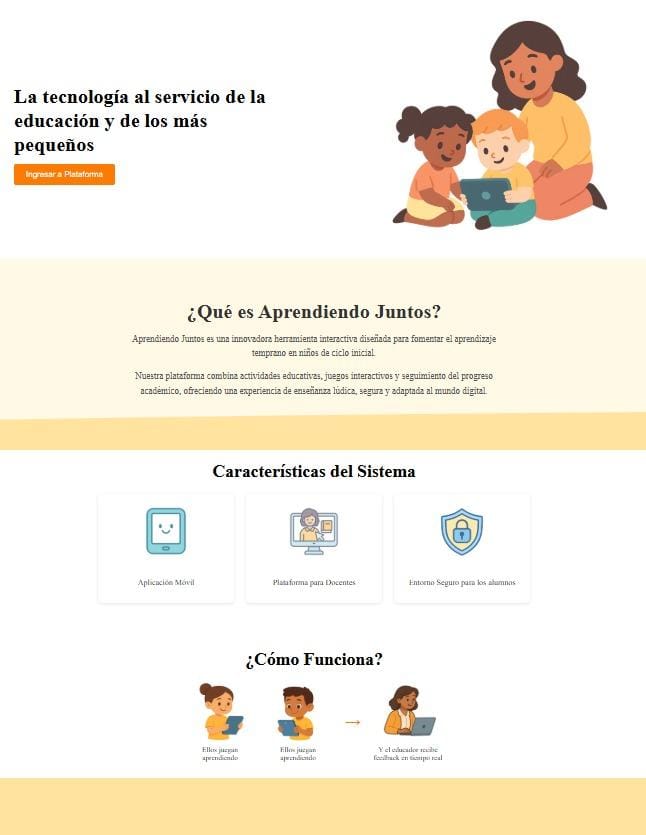 La tecnología al servicio de la
educación y de los más
pequeños
Ingresar a Plataforma
¿Qué es Aprendiendo Juntos?
Aprendiendo Juntos es una innovadora herramienta interactiva diseñada para fomentar el aprendizaje
temprano en niños de ciclo inicial.
Nuestra plataforma combina actividades educativas, juegos interactivos y seguimiento del progreso
académico, ofreciendo una experiencia de enseñanza lúdica, segura y adaptada al mundo digital.
Características del Sistema
Aplicación Móvil
Plataforma para Docentes
Entorno Seguro para los alumnos
¿Cómo Funciona?
Ellos juegan
aprendiendo
Ellos juegan
aprendiendo
Y el educador recibe
feedback en tiempo real